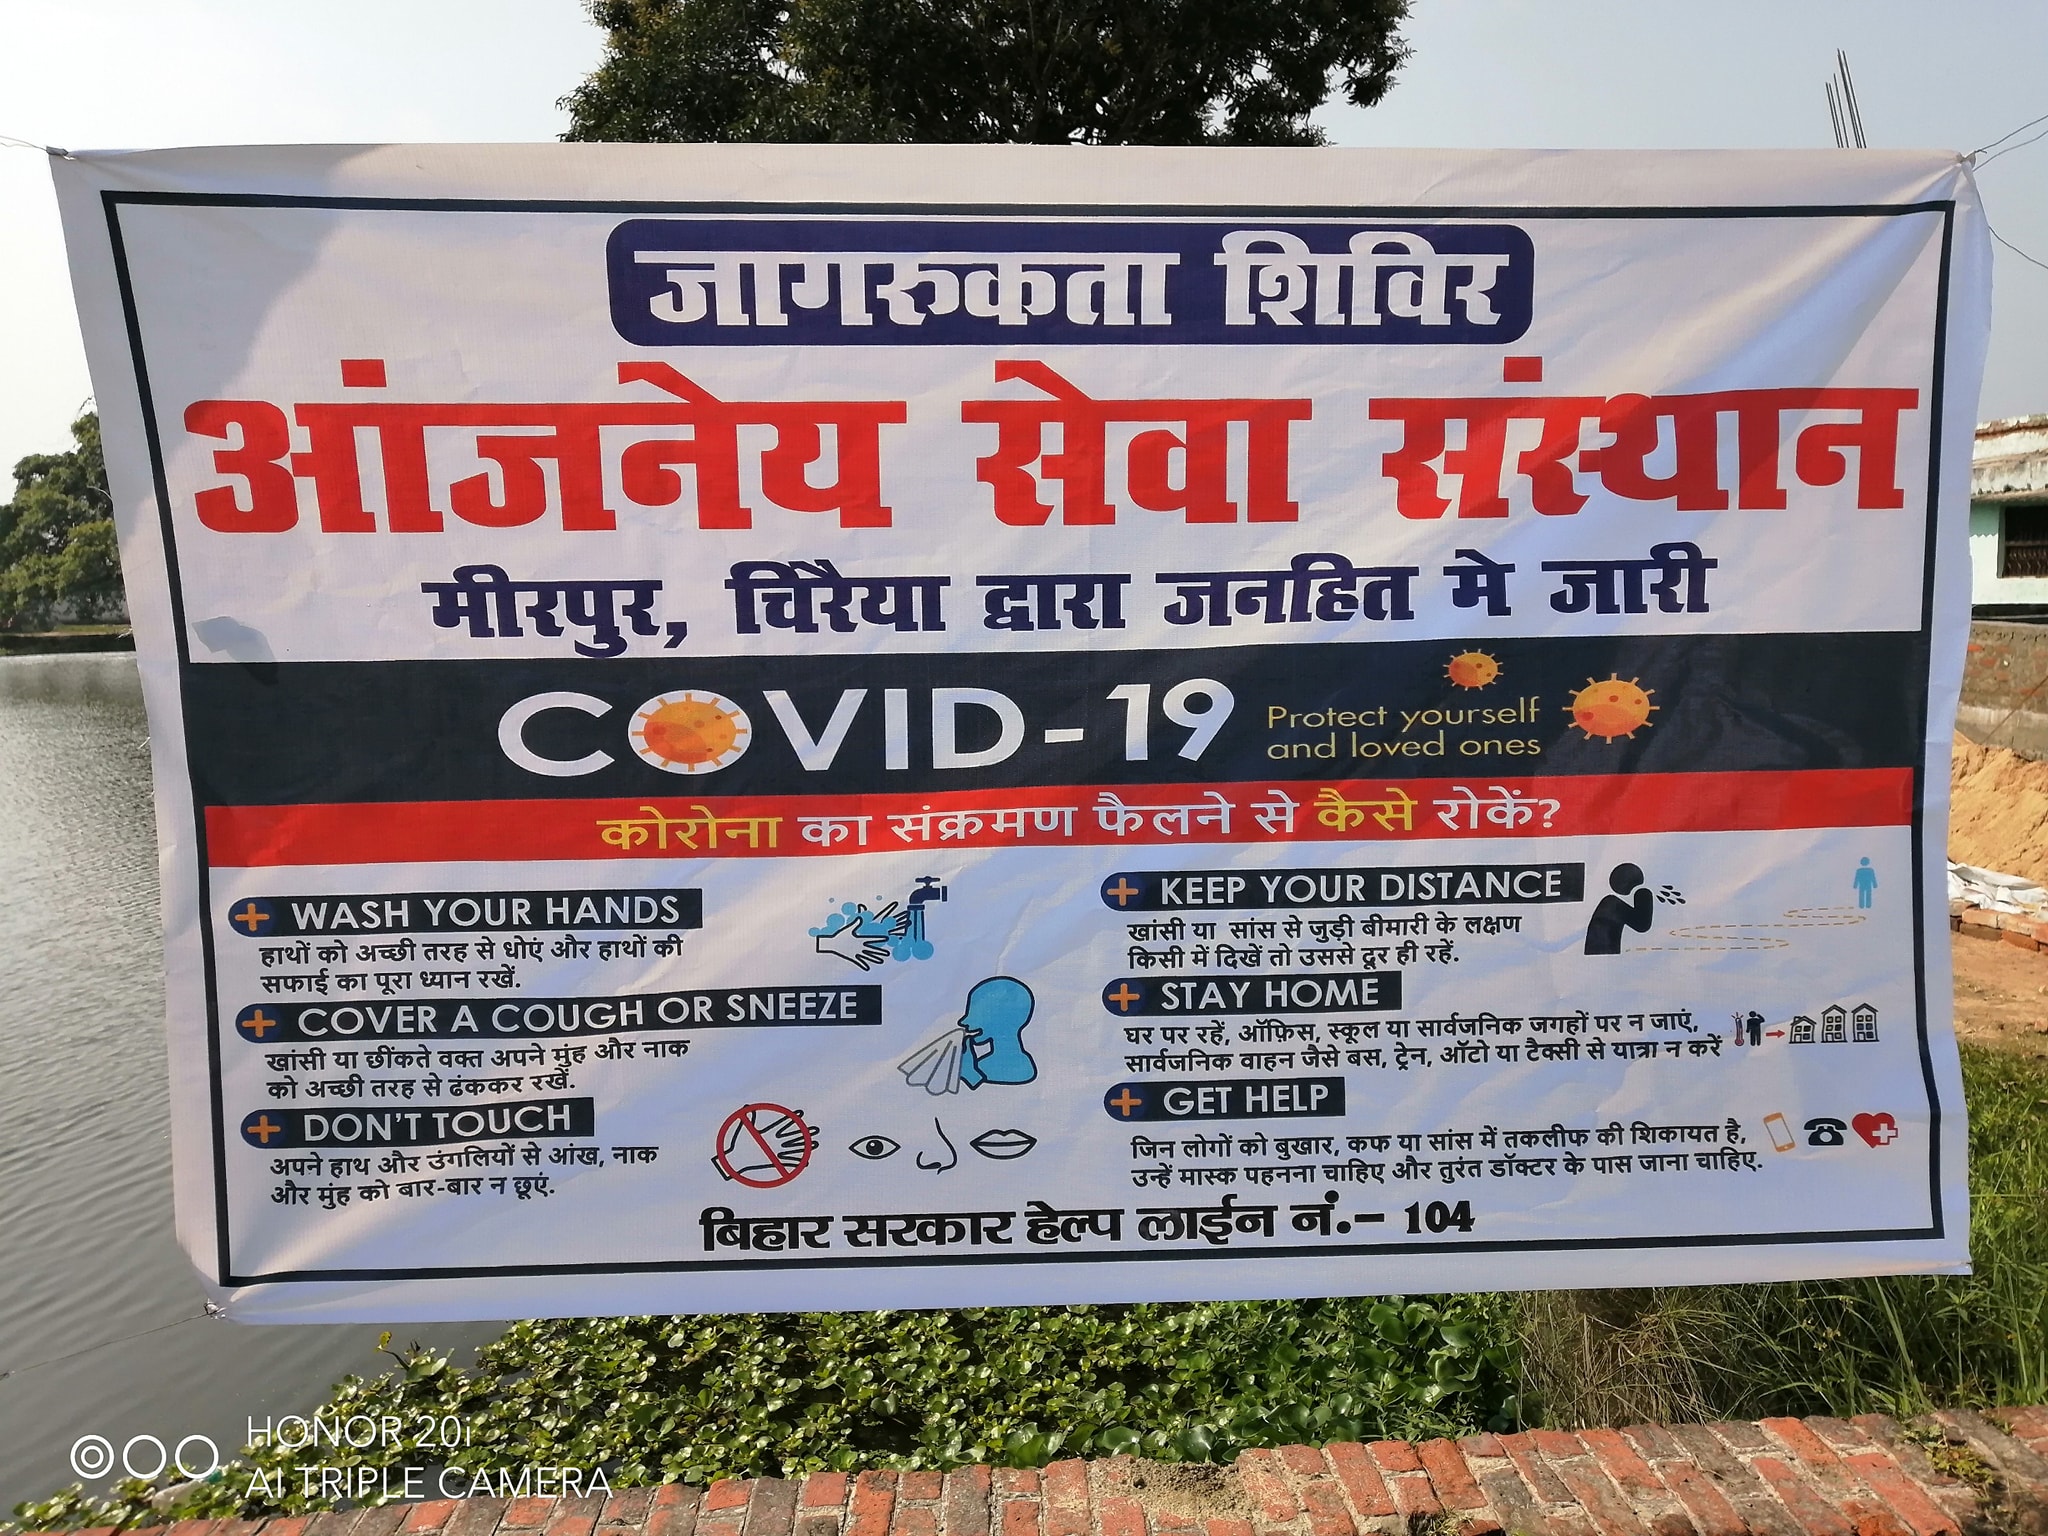 जागरुकता शिविर
आंजनेय सेवा संस्थान
मीरपुर, चिरैया द्वारा जनहित मे जारी
COVID-19
Protect yourself
and loved ones
कोरोना का संक्रमण फैलने से कैसे रोकें?
WASH YOUR HANDS
हाथों को अच्छी तरह से धोएं और हाथों की
सफाई का पूरा ध्यान रखें.
COVER A COUGH OR SNEEZE
खांसी या छींकते वक्त अपने मुंह और नाक
को अच्छी तरह से ढंककर रखें.
DON'T TOUCH
अपने हाथ और उंगलियों से आंख, नाक
और मुंह को बार-बार न छूएं.
KEEP YOUR DISTANCE
खांसी या सांस से जुड़ी बीमारी के लक्षण
किसी में दिखें तो उससे दूर ही रहें.
STAY HOME
घर पर रहें, ऑफ़िस, स्कूल या सार्वजनिक जगहों पर न जाएं,
सार्वजनिक वाहन जैसे बस, ट्रेन, ऑटो या टैक्सी से यात्रा न करें
GET HELP
जिन लोगों को बुखार, कफ या सांस में तकलीफ की शिकायत है,
उन्हें मास्क पहनना चाहिए और तुरंत डॉक्टर के पास जाना चाहिए.
बिहार सरकार हेल्प लाईन नं.- 104
HONOR 20i
AI TRIPLE CAMERA